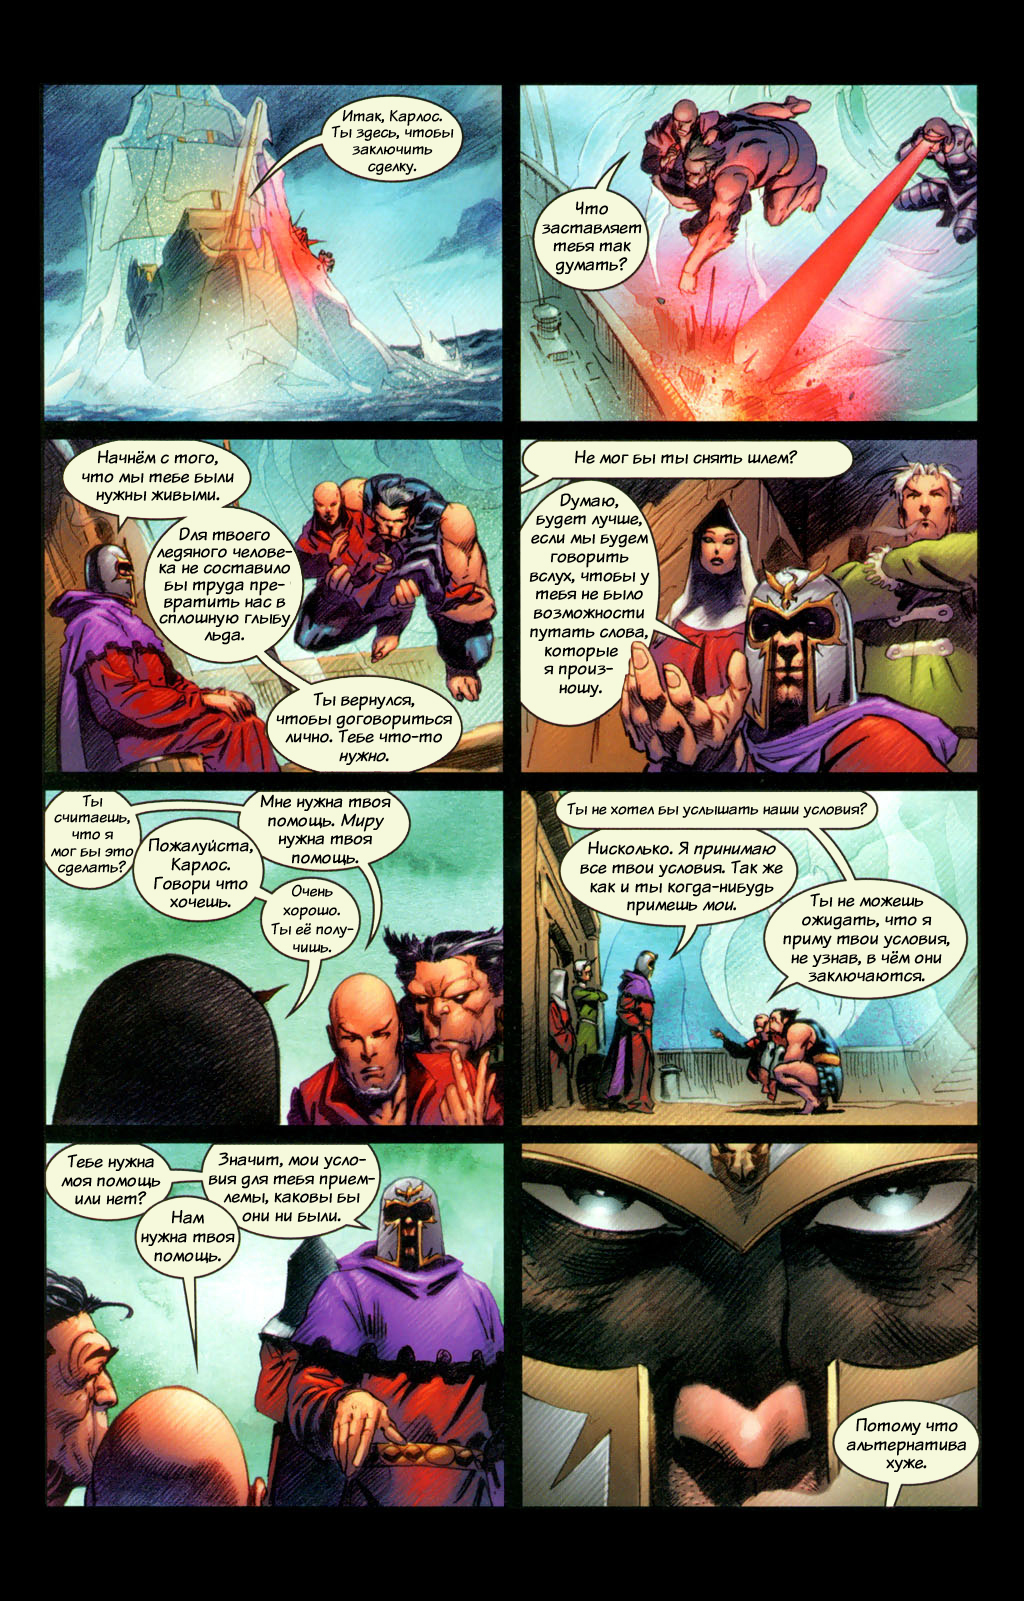 Итак, Карлос.
Ты здесь, чтобы
заключить
сделку.
Что
заставляет
тебя так
думать?
Начнём с того,
что мы тебе были
нужны живыми.
Для твоего
ледяного челове-
ка не составило
бы труда пре-
вратить нас в
сплошную глыбу
льда.
Ты вернулся,
чтобы договориться
лично. Тебе что-то
нужно.
Не мог бы ты снять шлем?
Думаю,
будет лучше,
если мы будем
говорить
вслух, чтобы у
тебя не было
возможности
путать слова,
которые
я произ-
ношу.
Мне нужна твоя
помощь. Миру
нужна твоя
помощь.
Ты
считаешь,
что я
мог бы это
сделать?
Пожалуйста,
Карлос.
Говори что
хочешь.
Очень
хорошо.
Ты её полу-
чишь.
Ты не хотел бы услышать наши условия?
Нисколько. Я принимаю
все твои условия. Так же
как и ты когда-нибудь
примешь мои.
Ты не можешь
ожидать, что я
приму твои условия,
не узнав, в чём они
заключаются.
Тебе нужна
моя помощь
или нет?
Нам
нужна твоя
помощь.
Значит, мои усло-
вия для тебя прием-
лемы, каковы бы
они ни были.
Потому что
альтернатива
хуже.